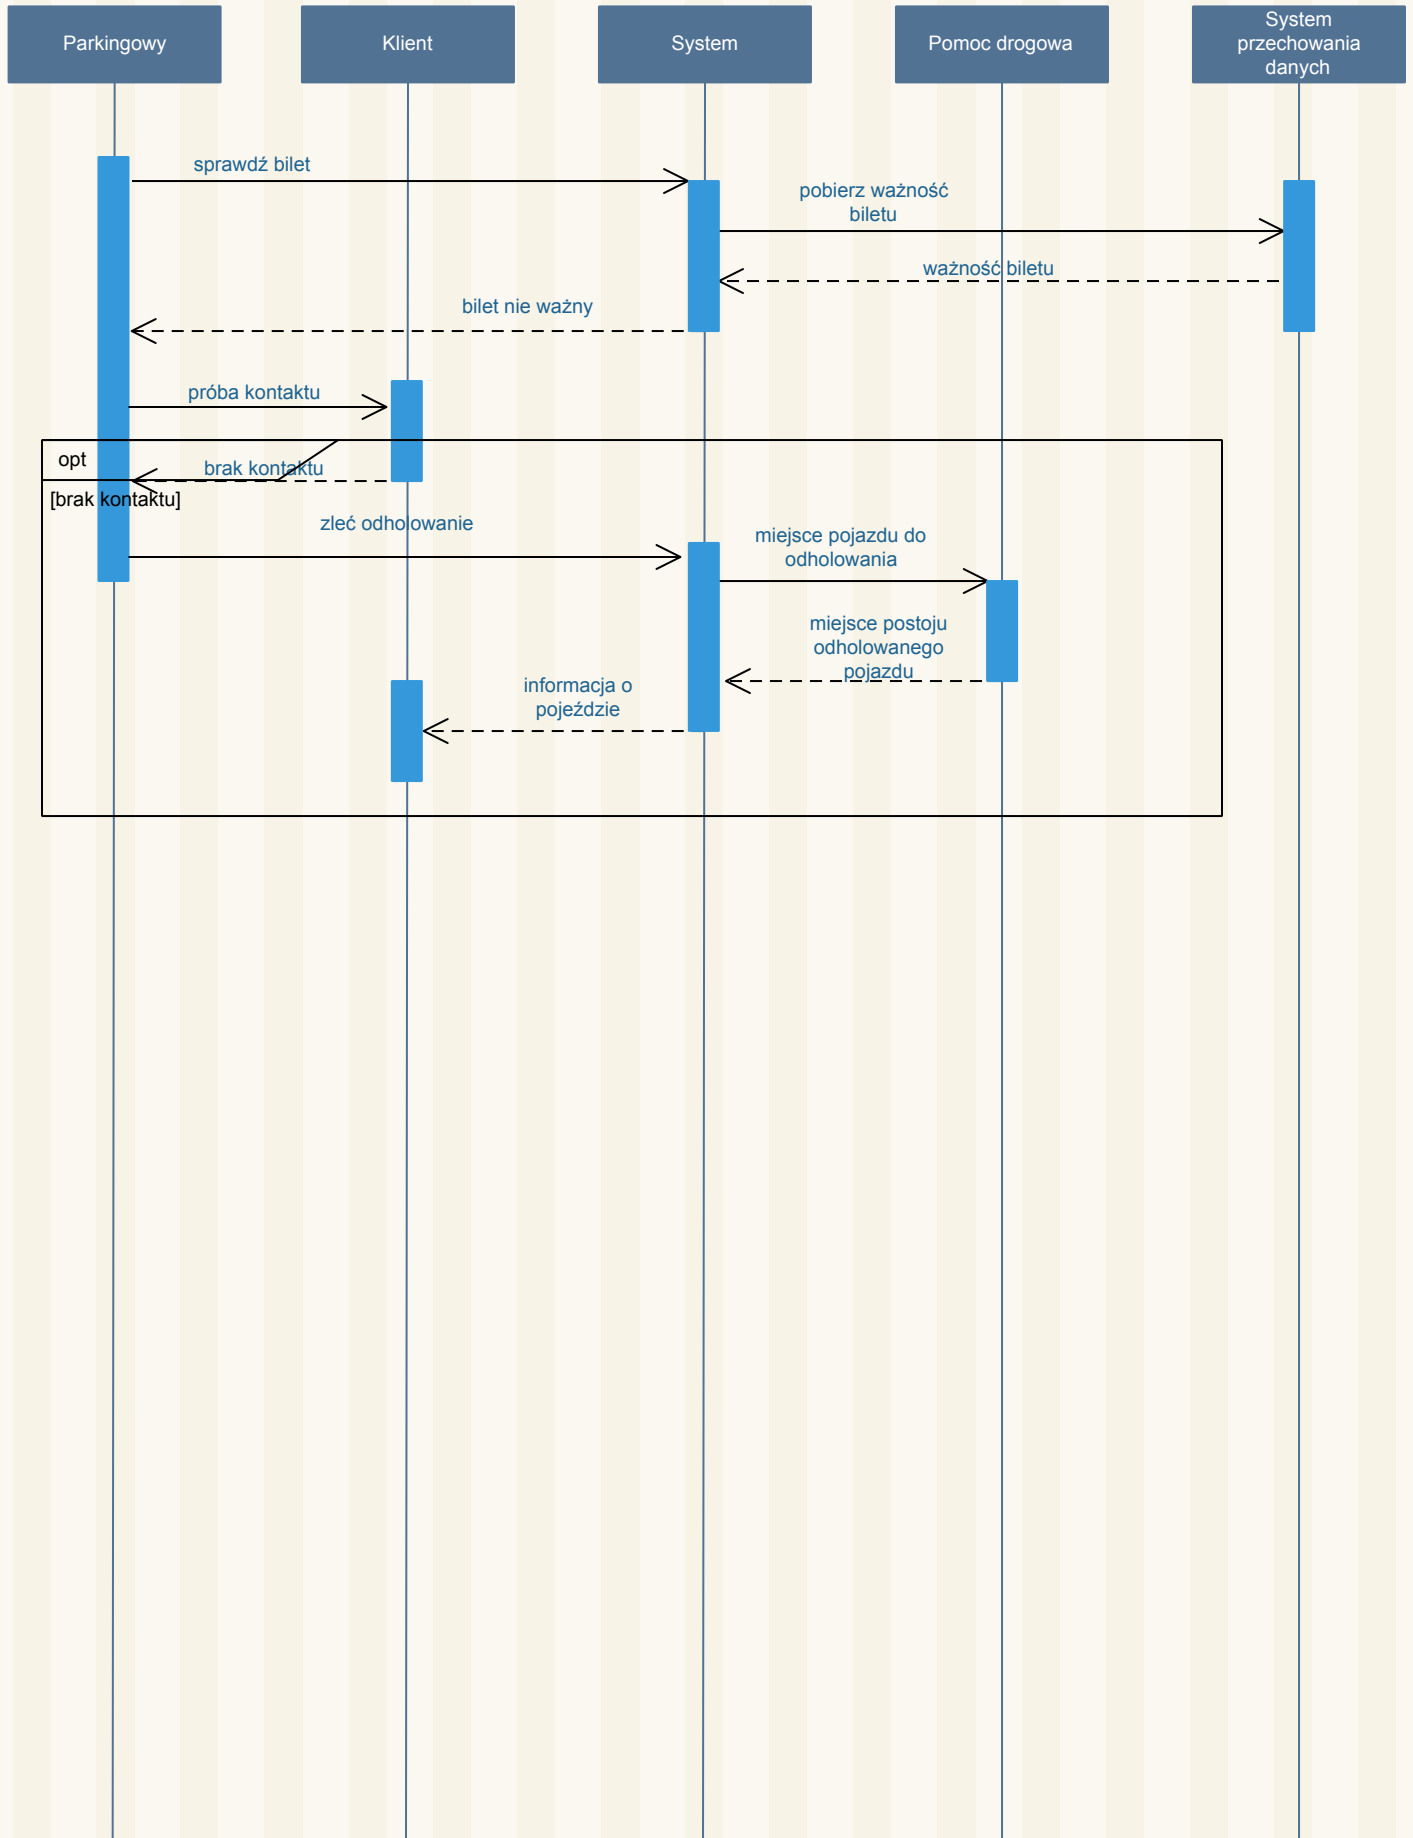 Parkingowy
Klient
System
Pomoc drogowa
System
przechowania
danych
sprawdź bilet
pobierz ważność
biletu
ważność biletu
bilet nie ważny
próba kontaktu
opt
brak kontaktu
[brak kontaktu]
zleć odholowanie
miejsce pojazdu do
odholowania
miejsce postoju
odholowanego
pojazdu
informacja o
pojeździe